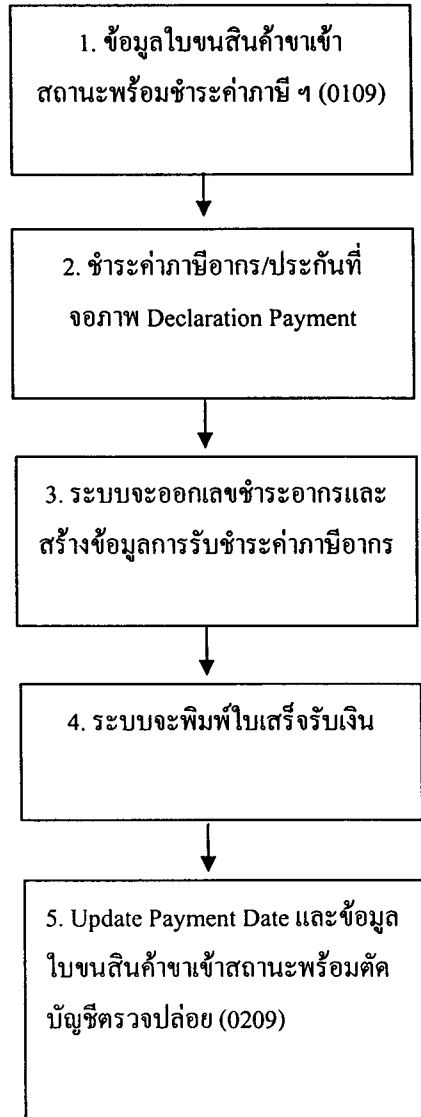 1. ข้อมูลใบขนสินค้าขาเข้า
สถานะพร้อมชำระค่าภาษี ฯ (0109)
2. ชำระค่าภาษีอากร/ประกันที่
จอภาพ Declaration Payment
3. ระบบจะออกเลขชำระอากรและ
สร้างข้อมูลการรับชำระค่าภาษีอากร
4. ระบบจะพิมพ์ใบเสร็จรับเงิน
5. Update Payment Date และข้อมูล
ใบขนสินค้าขาเข้าสถานะพร้อมตัด
บัญชีตรวจปล่อย (0209)